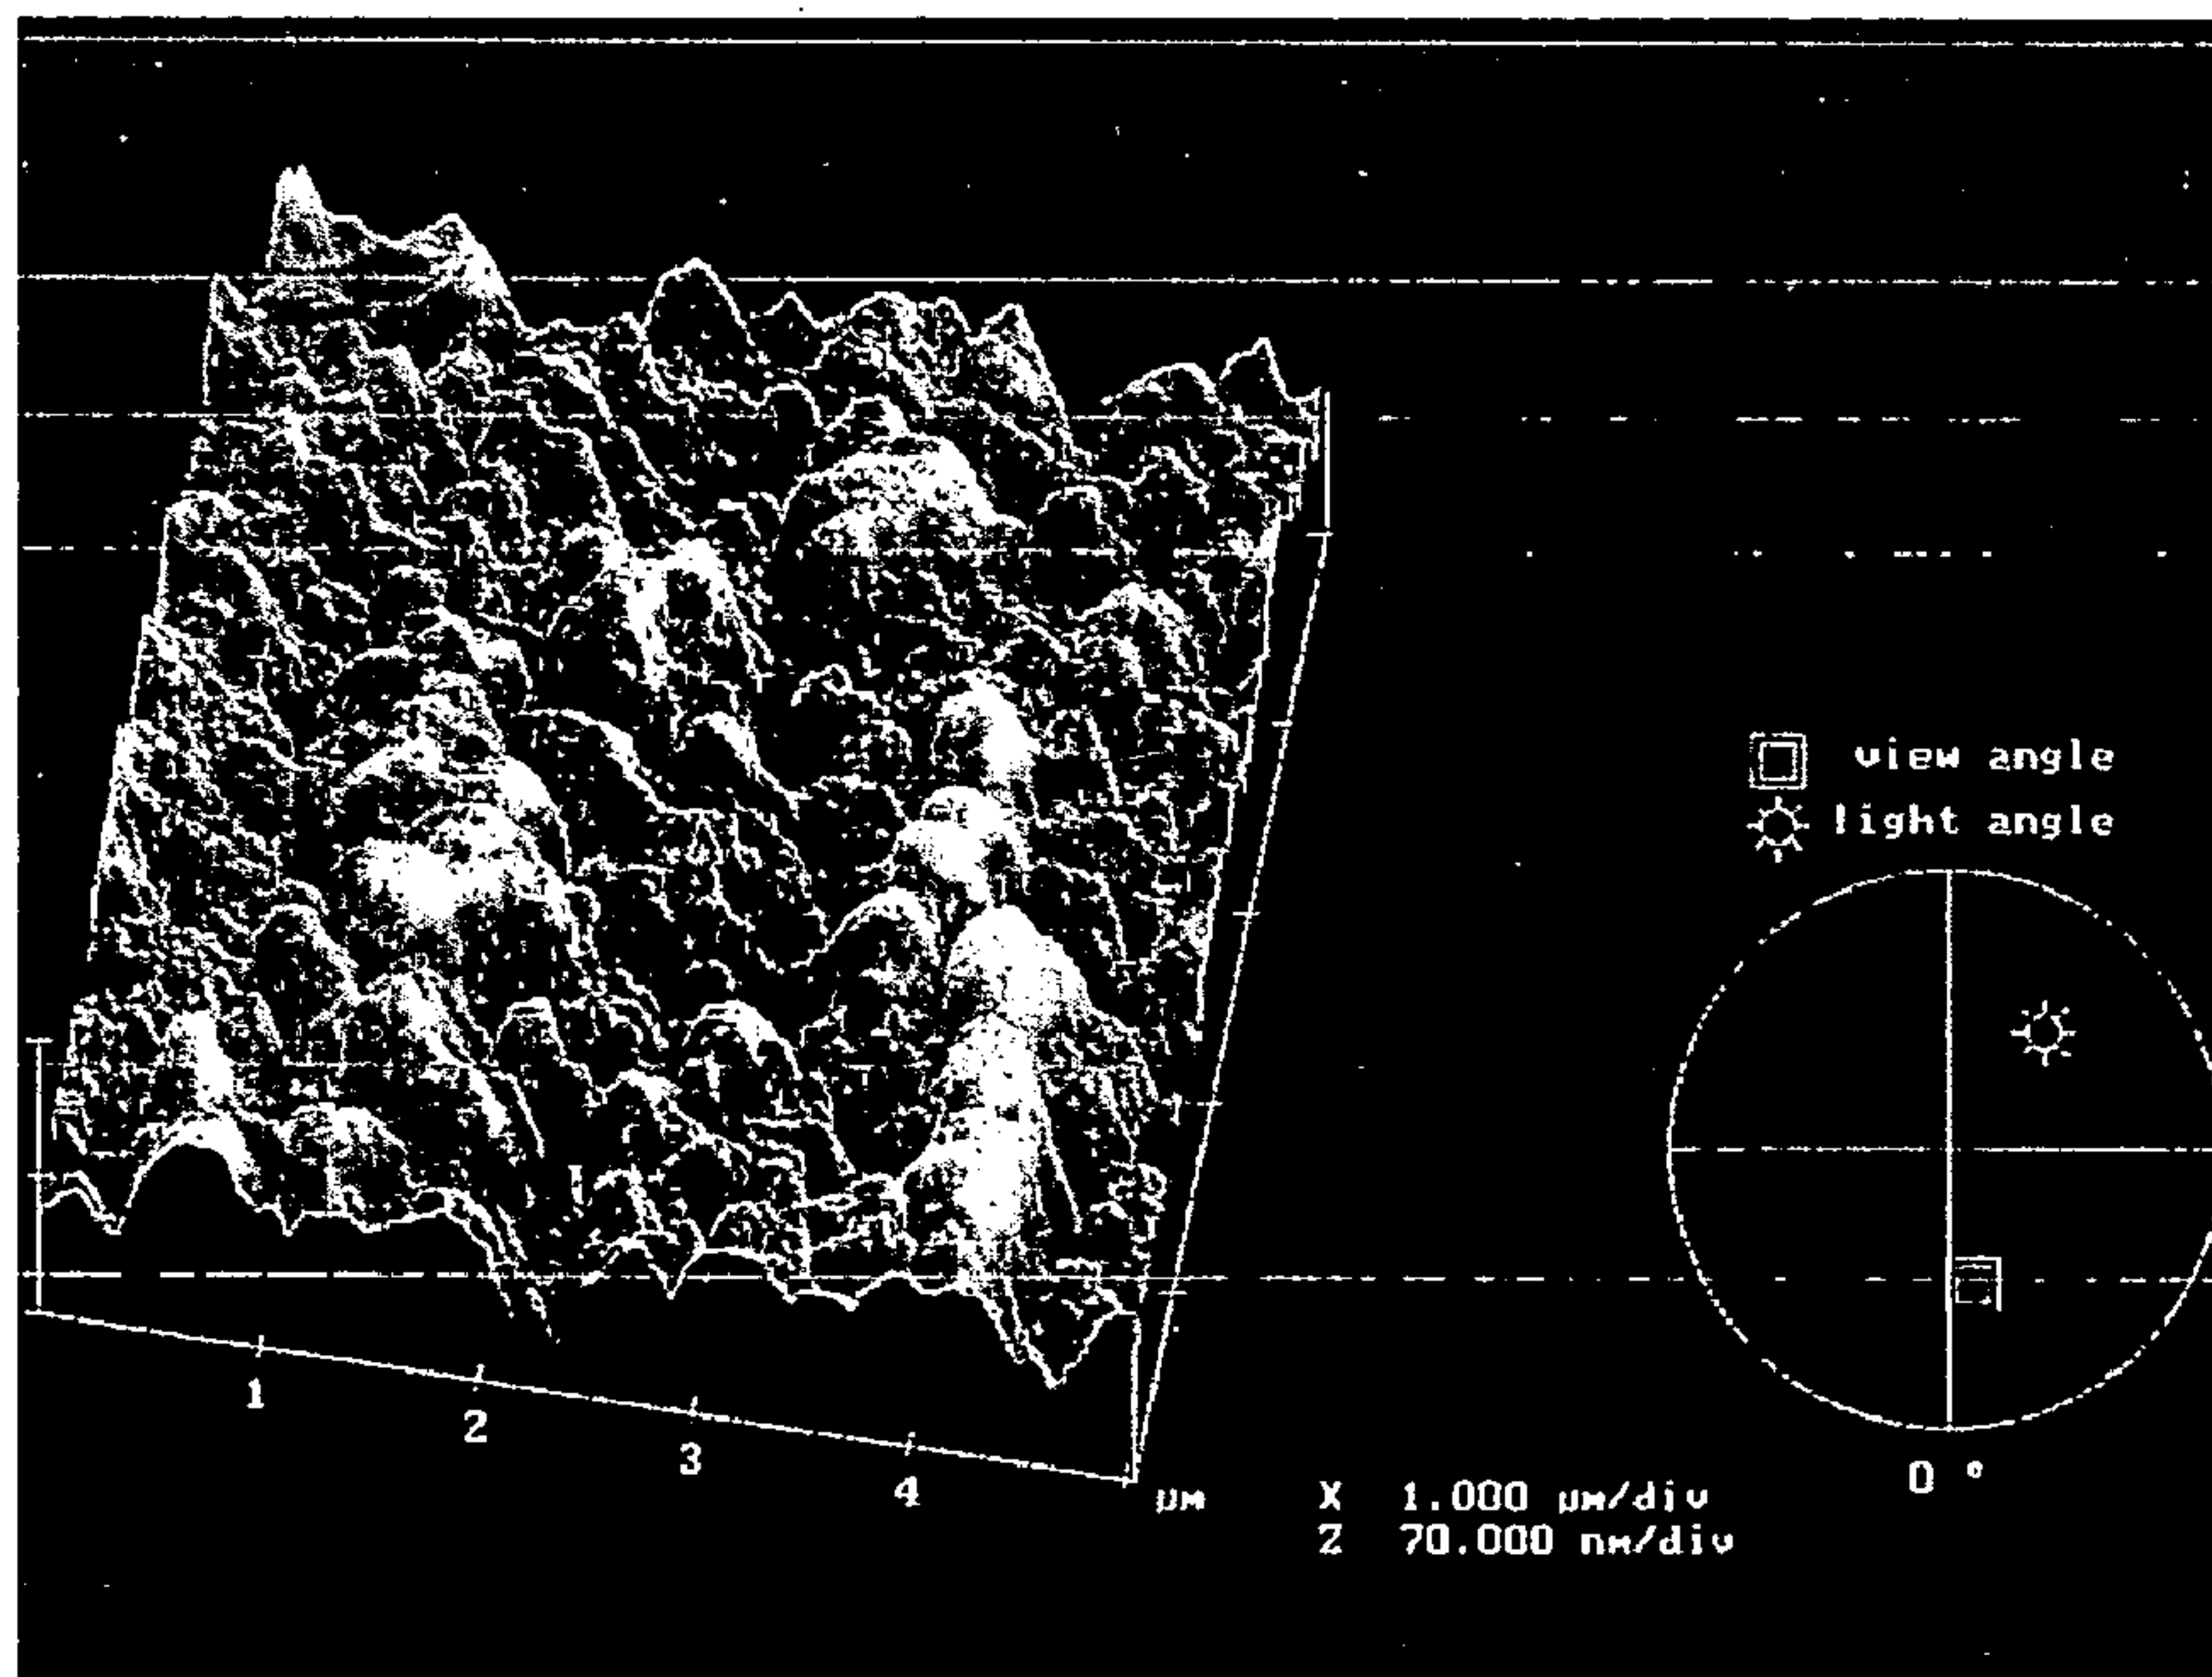 view angle
light angle
1
2
3
4
µm
0 °
X 1.000 µm/div
Z 70.000 nm/div